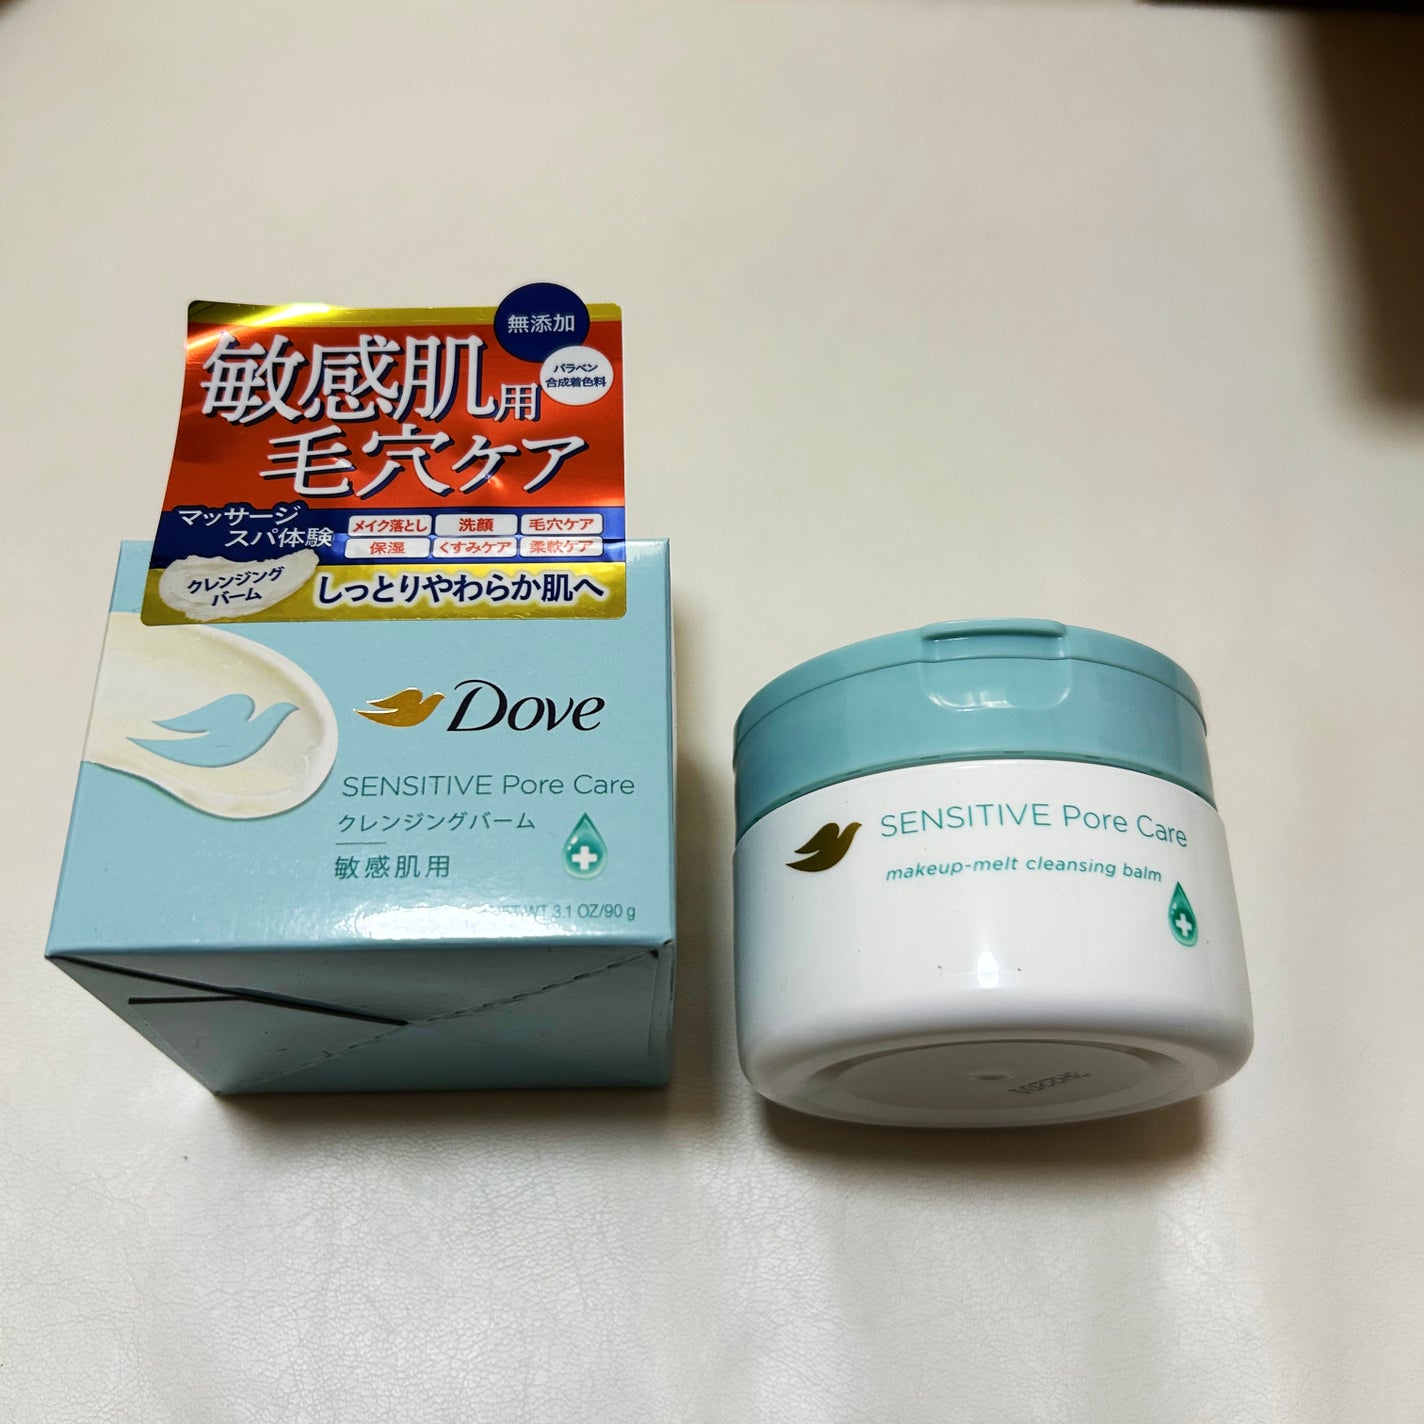 無添加
パラベン
合成着色料
敏感肌用
毛穴ケア
マッサージ
スパ体験
メイク落とし 洗顔 毛穴ケア
保湿 くすみケア 柔軟ケア
クレンジング
バーム
しっとりやわらか肌へ
Dove
SENSITIVE Pore Care
クレンジングバーム
敏感肌用
NET WT 3.1 OZ/90 g
SENSITIVE Pore Care
makeup-melt cleansing balm